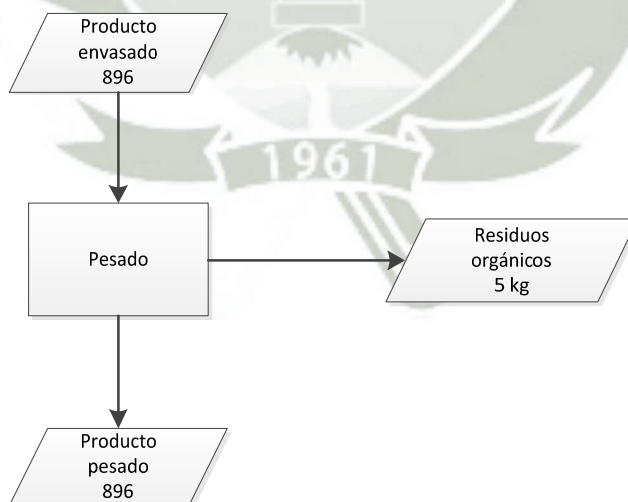 Producto
envasado
896
1961
Pesado
Residuos
orgánicos
5 kg
Producto
pesado
896